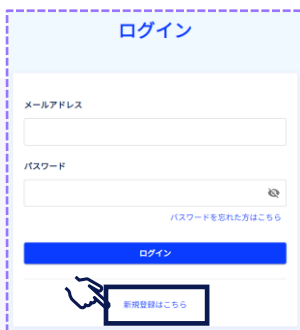 ログイン
メールアドレス
パスワード
パスワードを忘れた方はこちら
ログイン
新規登録はこちら